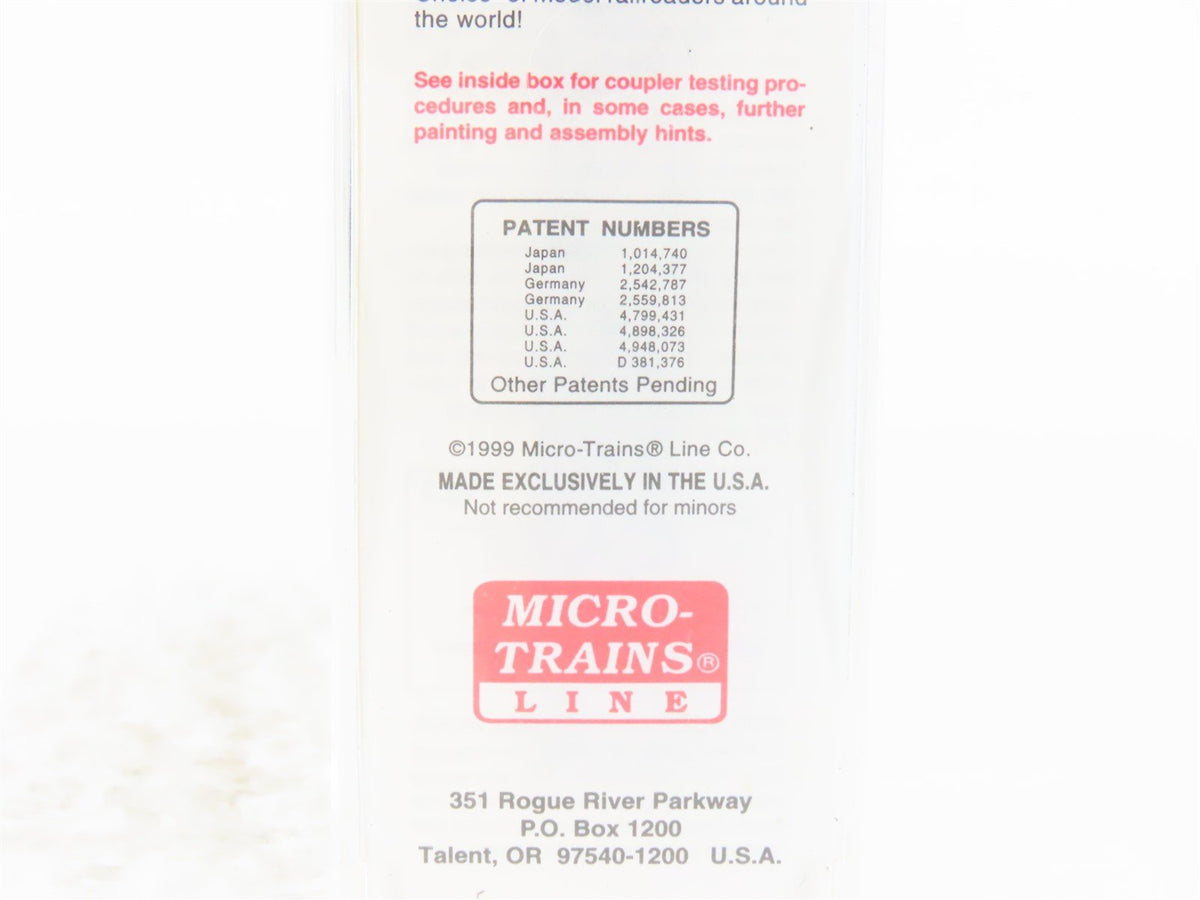 the world!
See inside box for coupler testing pro-
cedures and, in some cases, further
painting and assembly hints.
PATENT NUMBERS
Japan 1,014,740
Japan 1,204,377
Germany 2,542,787
Germany 2,559,813
U.S.A. 4,799,431
U.S.A. 4,898,326
U.S.A. 4,948,073
U.S.A. D 381,376
Other Patents Pending
©1999 Micro-Trains® Line Co.
MADE EXCLUSIVELY IN THE U.S.A.
Not recommended for minors
MICRO-
TRAINS®
LINE
351 Rogue River Parkway
P.O. Box 1200
Talent, OR 97540-1200 U.S.A.